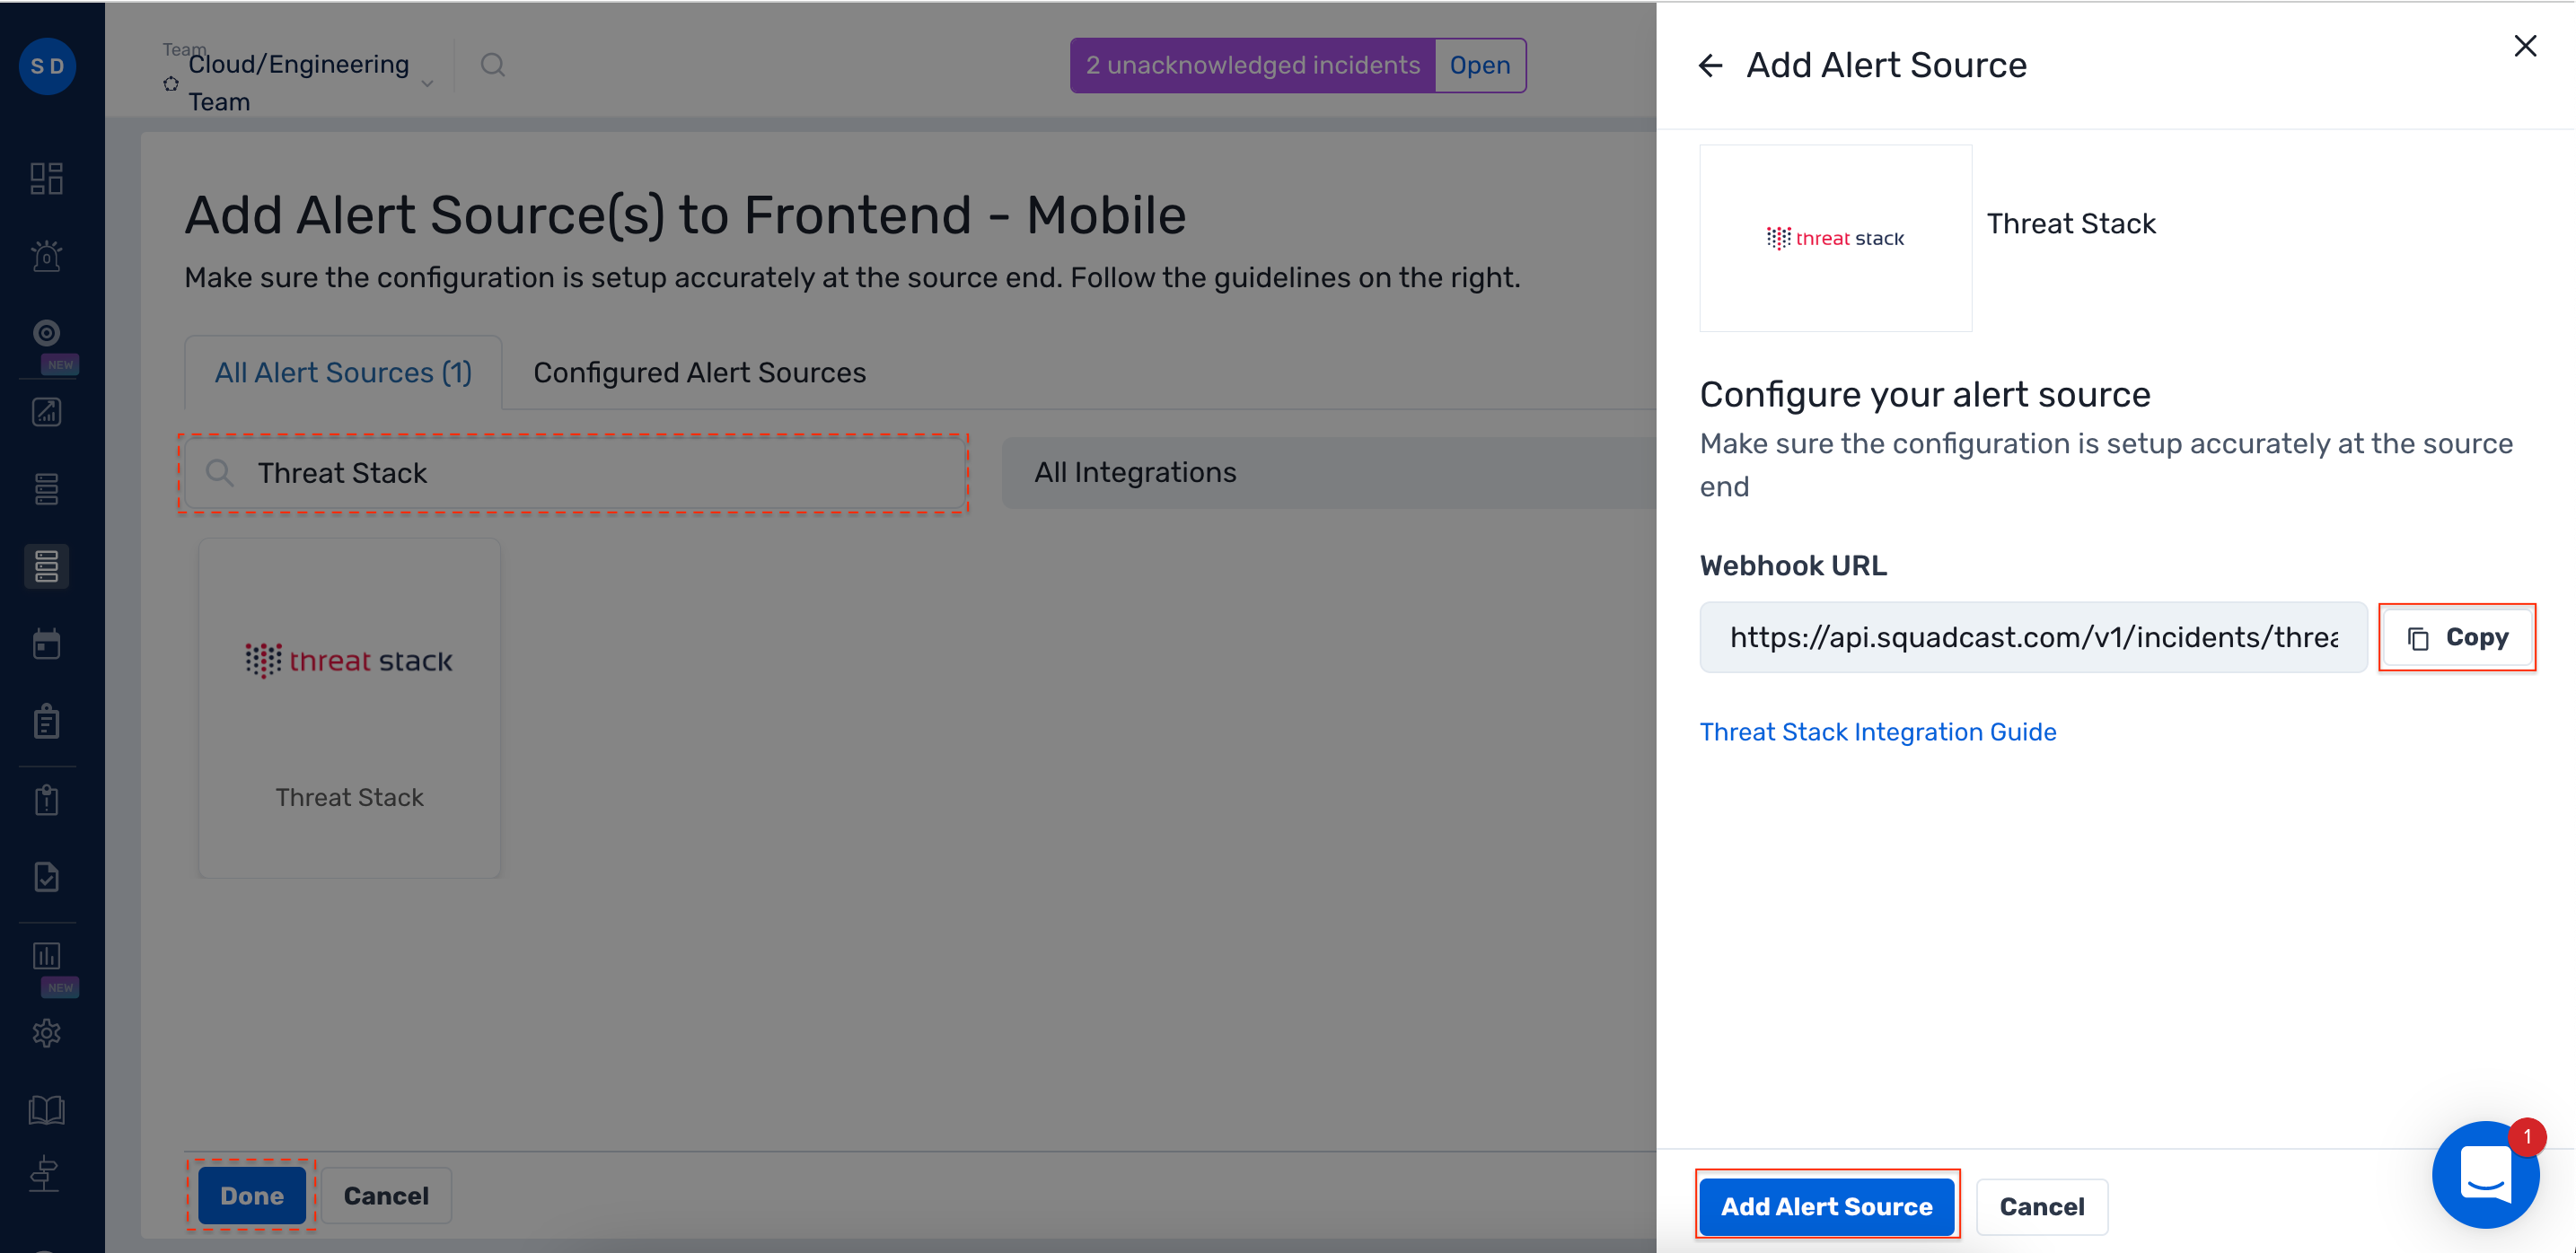 S D
NEW
NEW
Team
Cloud/Engineering
Team
2 unacknowledged incidents
Open
Add Alert Source(s) to Frontend - Mobile
Make sure the configuration is setup accurately at the source end. Follow the guidelines on the right.
All Alert Sources (1)
Configured Alert Sources
Threat Stack
All Integrations
threat stack
Threat Stack
Done
Cancel
Add Alert Source
threat stack
Threat Stack
Configure your alert source
Make sure the configuration is setup accurately at the source
end
Webhook URL
https://api.squadcast.com/v1/incidents/threa
Copy
Threat Stack Integration Guide
Add Alert Source
Cancel
1